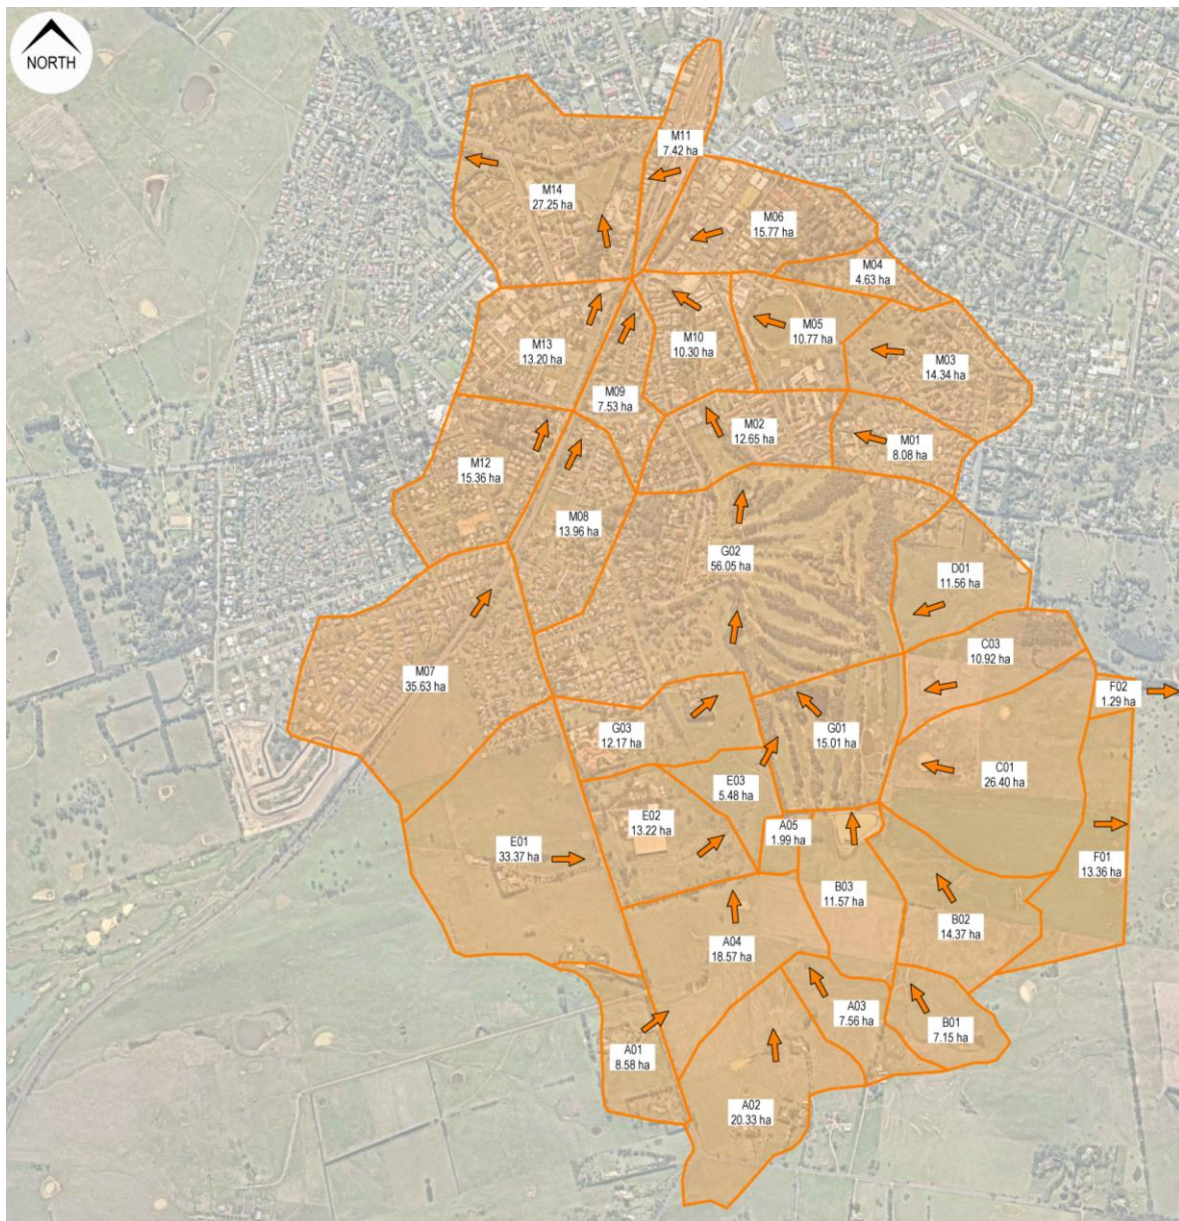 NORTH
M11
7.42 ha
M14
27.25 ha
M06
15.77 ha
M04
4.63 ha
M05
10.77 ha
M10
10.30 ha
M13
13.20 ha
M03
14.34 ha
M09
7.53 ha
M02
12.65 ha
M01
8.08 ha
M12
15.36 ha
M08
13.96 ha
G02
56.05 ha
D01
11.56 ha
C03
10.92 ha
M07
35.63 ha
F02
1.29 ha
G03
12.17 ha
G01
15.01 ha
C01
26.40 ha
E03
5.48 ha
E02
13.22 ha
A05
1.99 ha
E01
33.37 ha
F01
13.36 ha
B03
11.57 ha
B02
14.37 ha
A04
18.57 ha
A03
7.56 ha
B01
7.15 ha
A01
8.58 ha
A02
20.33 ha